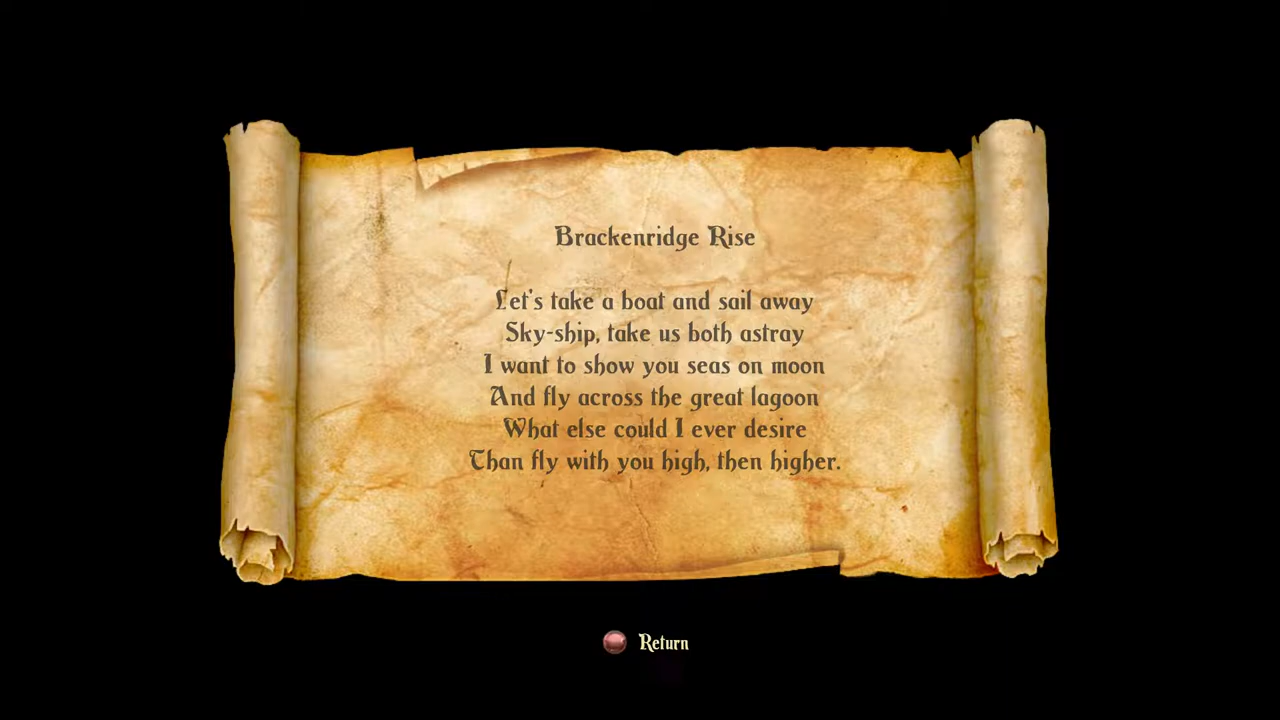 Brackenridge Rise
Let's take a boat and sail away
Sky-ship, take us both astray
I want to show you seas on moon
And fly across the great lagoon
What else could I ever desire
Than fly with you high, then higher.
Return